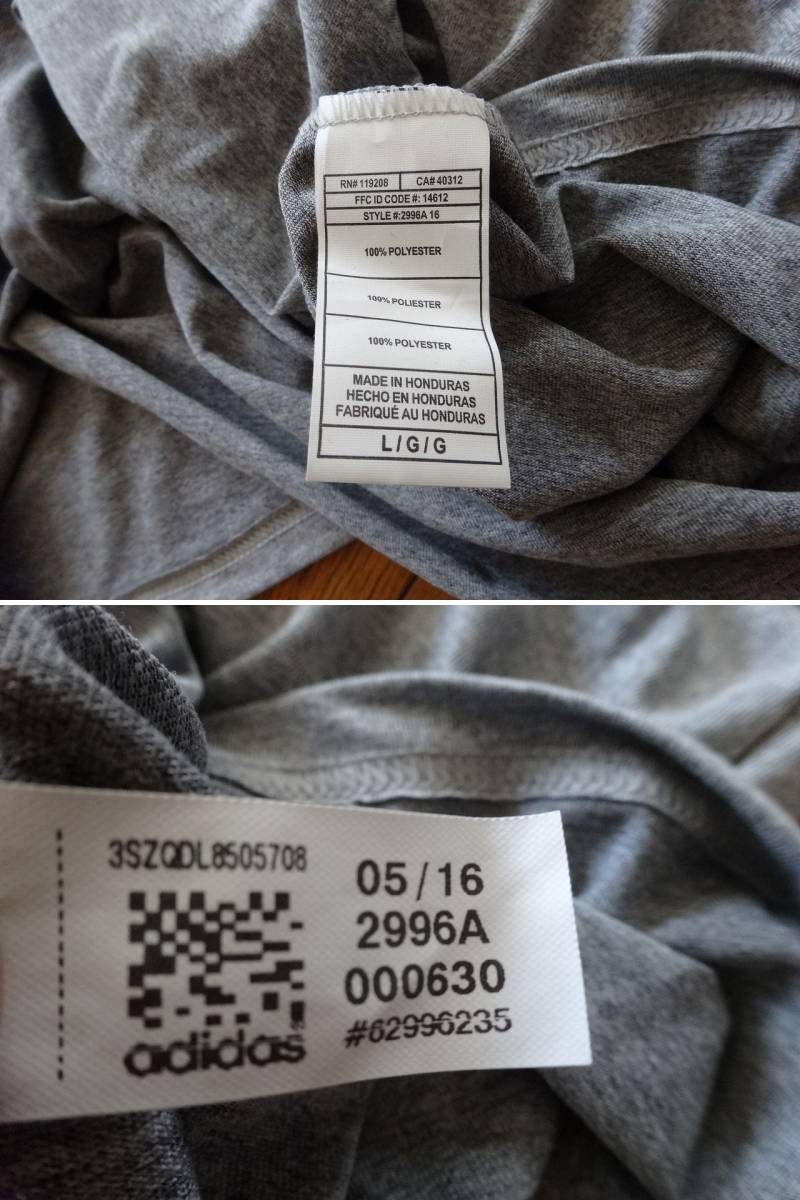 RN# 119208 CA# 40312
FFC ID CODE #: 14612
STYLE #:2996A 16
100% POLYESTER
100% POLIESTER
100% POLYESTER
MADE IN HONDURAS
HECHO EN HONDURAS
FABRIQUÉ AU HONDURAS
L / G / G
3SZQDL8505708
05/16
2996A
000630
#62996235
adidas